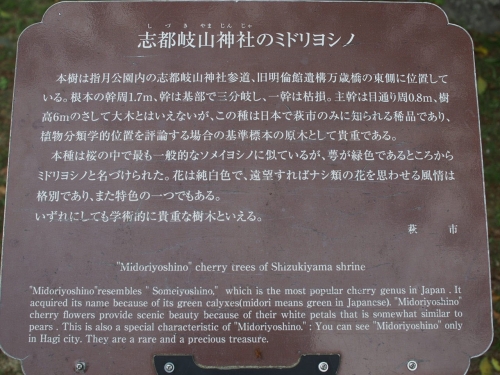 しづきやまじんじゃ
志都岐山神社のミドリヨシノ
本樹は指月公園内の志都岐山神社参道、旧明倫館遺構万歳橋の東側に位置して
いる。根本の幹周1.7m、幹は基部で三分岐し、一幹は枯損。主幹は目通り周0.8m、樹
高6mのさして大木とはいえないが、この種は日本で萩市のみに知られる稀品であり、
植物分類学的位置を評論する場合の基準標本の原木として貴重である。
本種は桜の中で最も一般的なソメイヨシノに似ているが、萼が緑色であるところから
ミドリヨシノと名づけられた。花は純白色で、遠望すればナシ類の花を思わせる風情は
格別であり、また特色の一つでもある。
いずれにしても学術的に貴重な樹木といえる。
萩 市
"Midoriyoshino" cherry trees of Shizukiyama shrine
"Midoriyoshino"resembles " Someiyoshino," which is the most popular cherry genus in Japan . It
acquired its name because of its green calyxes(midori means green in Japanese). "Midoriyoshino"
cherry flowers provide scenic beauty because of their white petals that is somewhat similar to
pears . This is also a special characteristic of "Midoriyoshino." : You can see "Midoriyoshino" only
in Hagi city. They are a rare and a precious treasure.